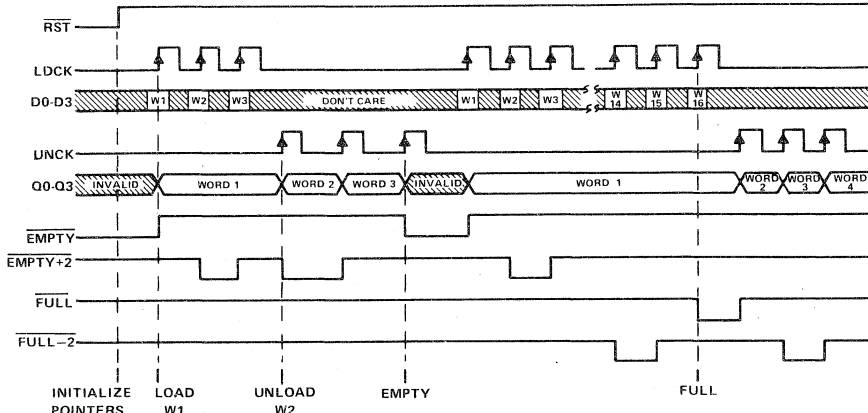 RST
LDCK
D0-D3 W1 W2 W3 DON'T CARE W1 W2 W3 W 14 W 15 W 16
UNCK
Q0-Q3 INVALID WORD 1 WORD 2 WORD 3 INVALID WORD 1 WORD 2 WORD 3 WORD 4
EMPTY
EMPTY+2
FULL
FULL−2
INITIALIZE POINTERS LOAD W1 UNLOAD W2 EMPTY FULL